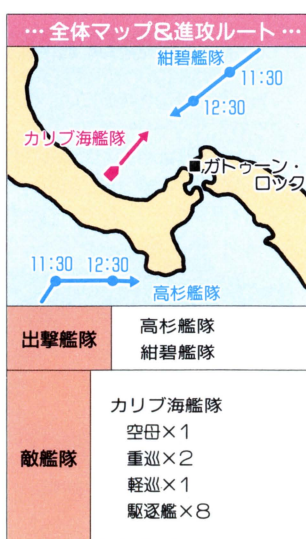 … 全体マップ&進攻ルート …
紺碧艦隊
11:30
12:30
カリブ海艦隊
■ガトゥーン・
ロック
11:30 12:30
高杉艦隊
出撃艦隊
高杉艦隊
紺碧艦隊
敵艦隊
カリブ海艦隊
空母×1
重巡×2
軽巡×1
駆逐艦×8